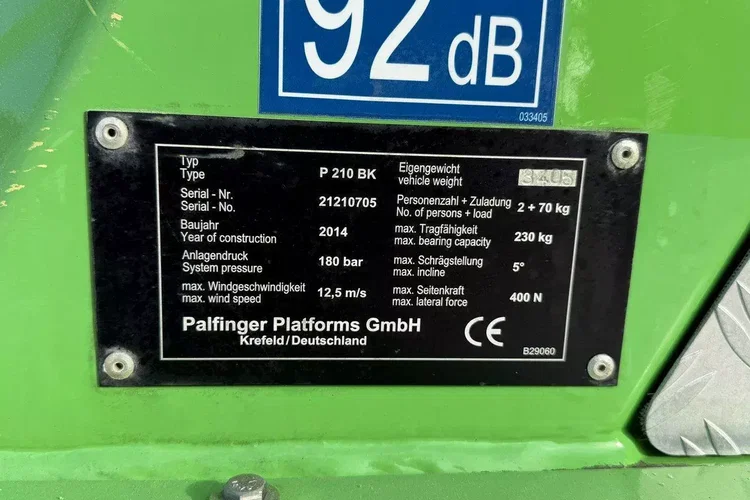 92 dB
033405
Typ
Type P 210 BK
Serial - Nr.
Serial - No. 21210705
Baujahr
Year of construction 2014
Anlagendruck
System pressure 180 bar
max. Windgeschwindigkeit
max. wind speed 12,5 m/s
Eigengewicht
vehicle weight 3405
Personenzahl + Zuladung
No. of persons + load 2 + 70 kg
max. Tragfähigkeit
max. bearing capacity 230 kg
max. Schrägstellung
max. incline 5°
max. Seitenkraft
max. lateral force 400 N
Palfinger Platforms GmbH
Krefeld/Deutschland
CE
B29060